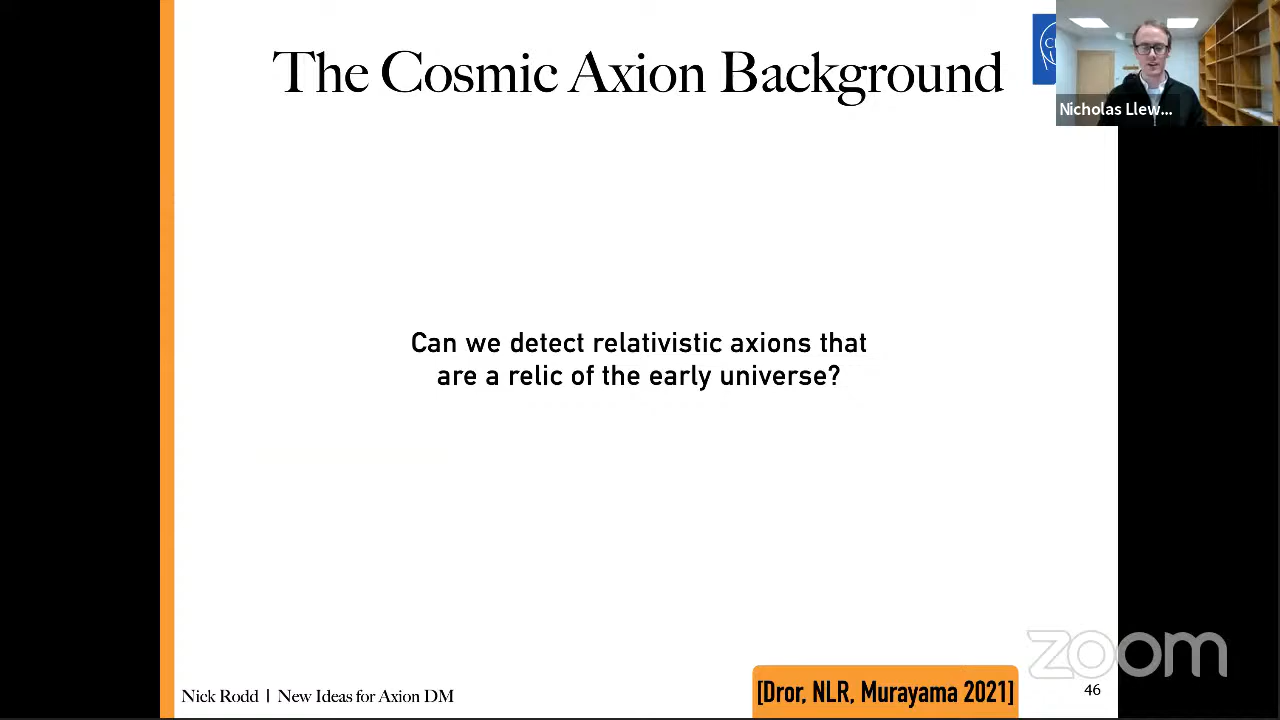 The Cosmic Axion Background
Nicholas Llew...
Can we detect relativistic axions that
are a relic of the early universe?
zoom
Nick Rodd | New Ideas for Axion DM
[Dror, NLR, Murayama 2021]
46